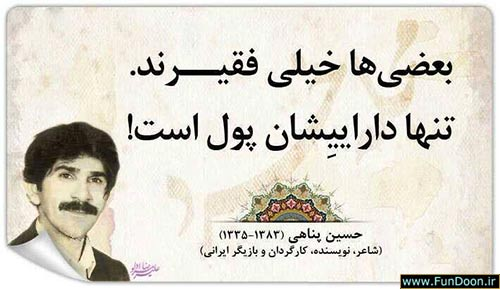 بعضی‌ها خیلی فقیـــرند.
تنها داراییِشان پول است!
حسین پناهی (۱۳۸۳-۱۳۳۵)
(شاعر، نویسنده، کارگردان و بازیگر ایرانی)
www.FunDoon.ir